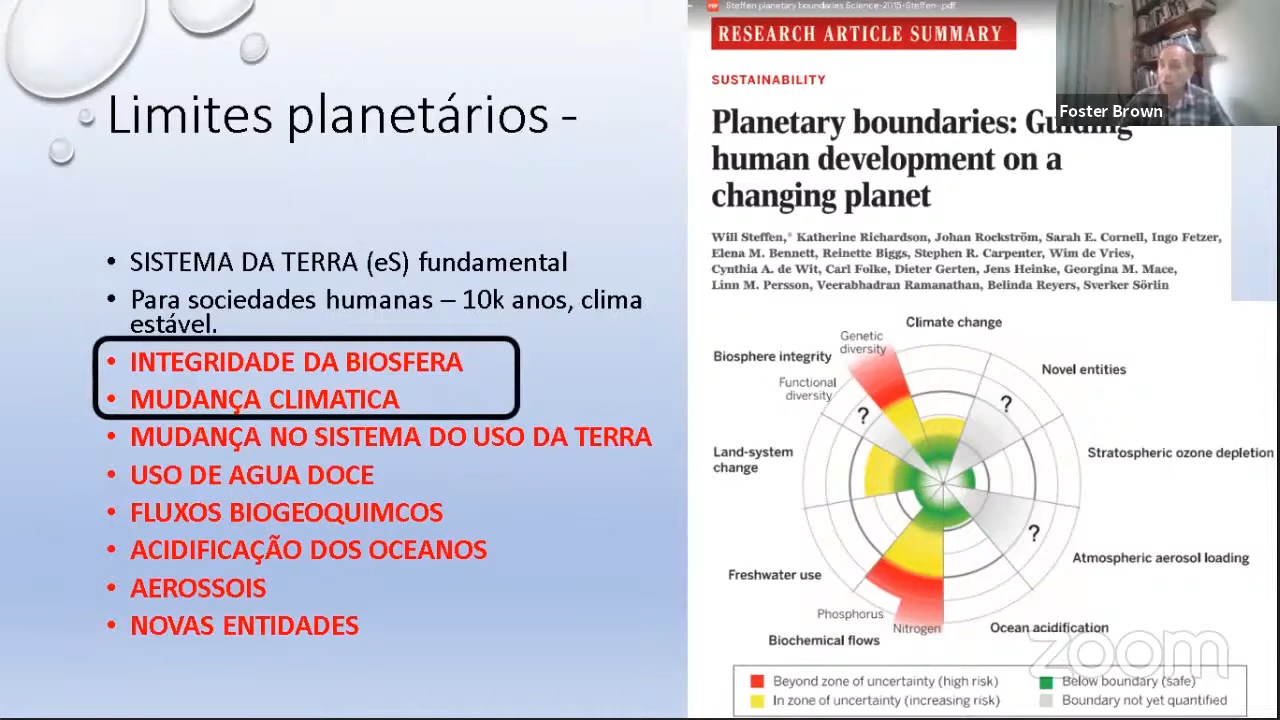 Steffen planetary boundaries Science-2015-Steffen-.pdf
Limites planetários -
• SISTEMA DA TERRA (eS) fundamental
• Para sociedades humanas – 10k anos, clima
estável.
• INTEGRIDADE DA BIOSFERA
• MUDANÇA CLIMATICA
• MUDANÇA NO SISTEMA DO USO DA TERRA
• USO DE AGUA DOCE
• FLUXOS BIOGEOQUIMCOS
• ACIDIFICAÇÃO DOS OCEANOS
• AEROSSOIS
• NOVAS ENTIDADES
RESEARCH ARTICLE SUMMARY
SUSTAINABILITY
Foster Brown
Planetary boundaries: Guiding
human development on a
changing planet
Will Steffen,* Katherine Richardson, Johan Rockström, Sarah E. Cornell, Ingo Fetzer,
Elena M. Bennett, Reinette Biggs, Stephen R. Carpenter, Wim de Vries,
Cynthia A. de Wit, Carl Folke, Dieter Gerten, Jens Heinke, Georgina M. Mace,
Linn M. Persson, Veerabhadran Ramanathan, Belinda Reyers, Sverker Sörlin
Climate change
Genetic
diversity
Biosphere integrity
Functional
diversity
Novel entities
?
?
Land-system
change
Stratospheric ozone depletion
?
Atmospheric aerosol loading
Freshwater use
Phosphorus
Nitrogen
Biochemical flows
Ocean acidification
zoom
Beyond zone of uncertainty (high risk)
Below boundary (safe)
In zone of uncertainty (increasing risk)
Boundary not yet quantified